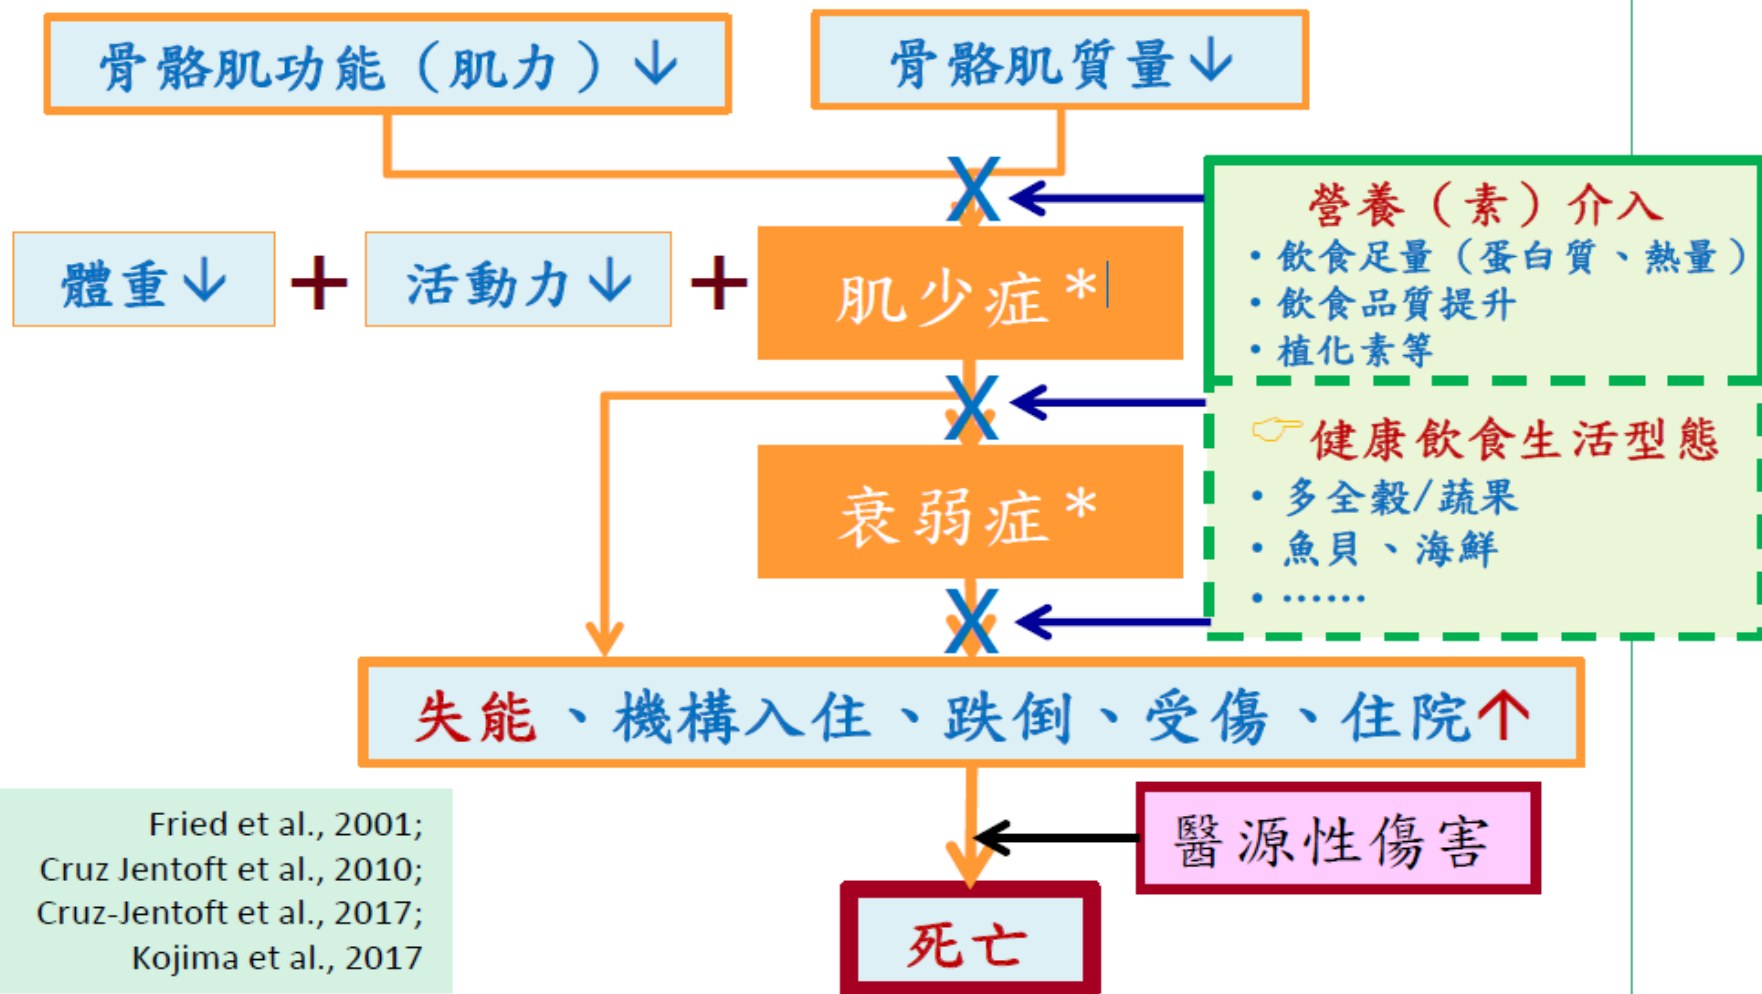 骨骼肌功能（肌力）↓
骨骼肌質量↓
體重↓ + 活動力↓ + 肌少症*
營養（素）介入
・飲食足量（蛋白質、熱量）
・飲食品質提升
・植化素等
👉健康飲食生活型態
・多全穀/蔬果
・魚貝、海鮮
・……
X
X
X
衰弱症*
失能、機構入住、跌倒、受傷、住院↑
醫源性傷害
死亡
Fried et al., 2001;
Cruz Jentoft et al., 2010;
Cruz-Jentoft et al., 2017;
Kojima et al., 2017